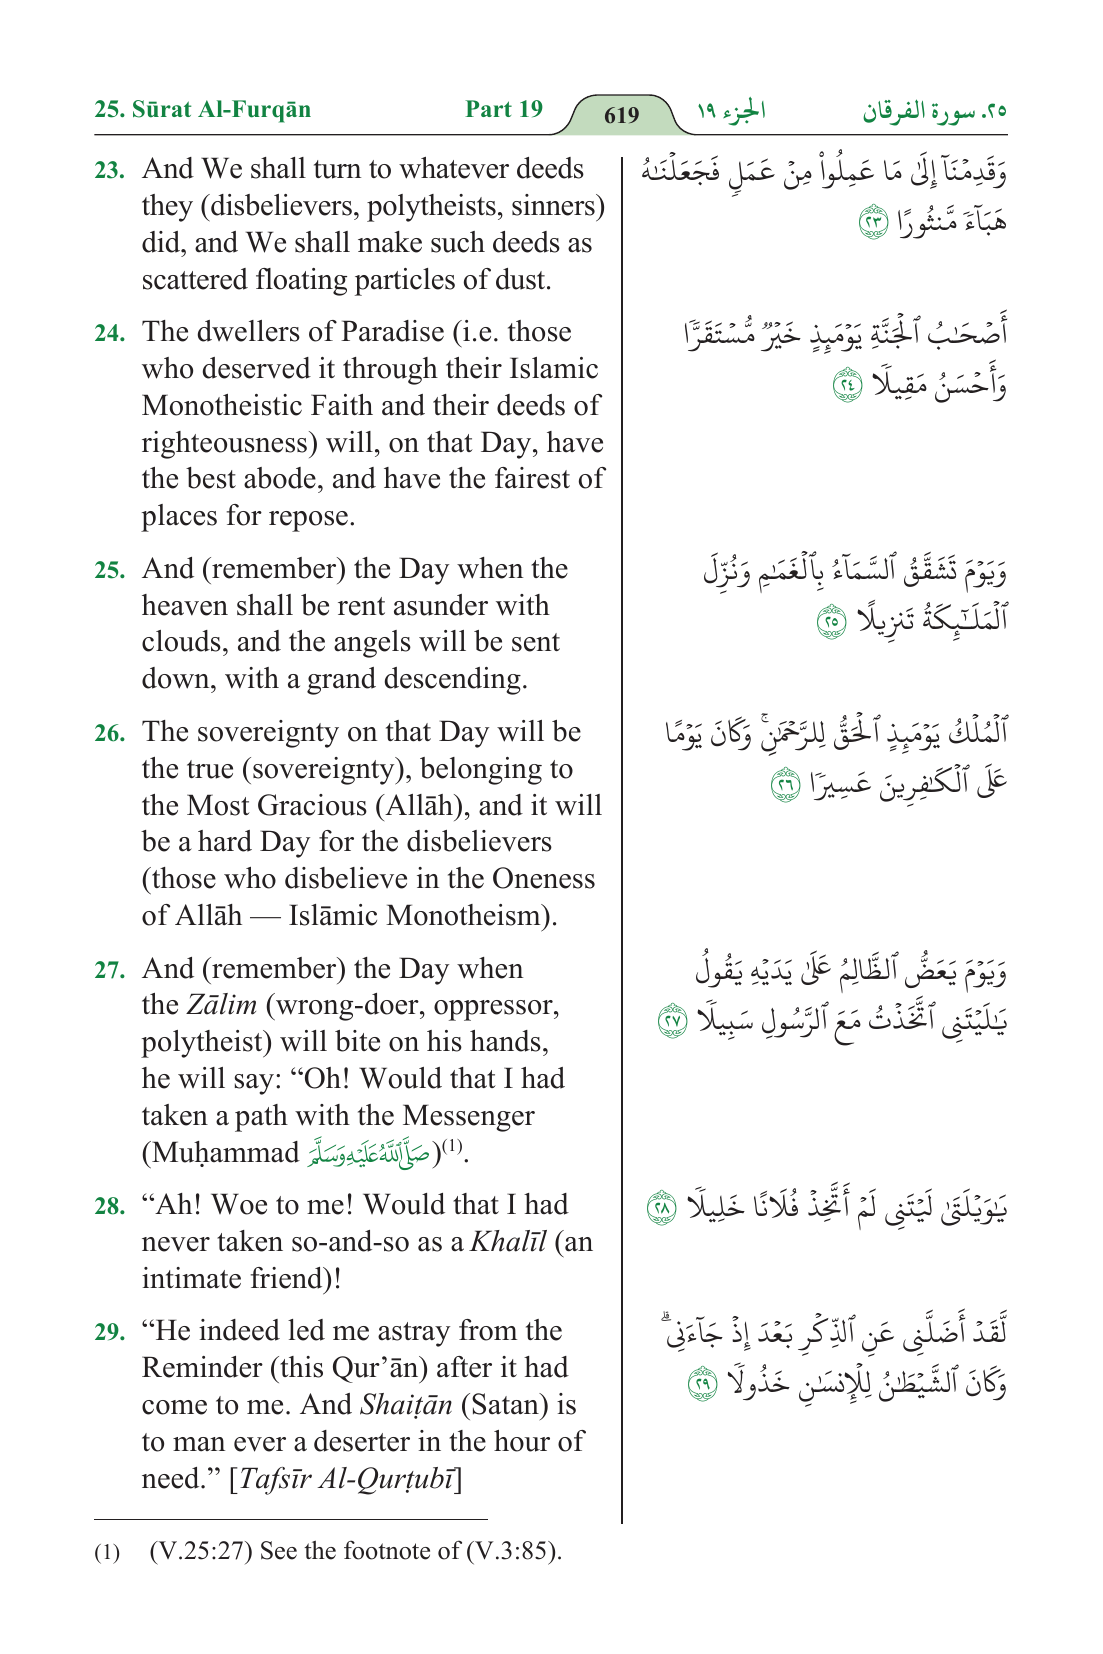 25. Sūrat Al-Furqān Part 19 619 الجزء ١٩ ٢٥. سورة الفرقان
23. And We shall turn to whatever deeds
they (disbelievers, polytheists, sinners)
did, and We shall make such deeds as
scattered floating particles of dust.
24. The dwellers of Paradise (i.e. those
who deserved it through their Islamic
Monotheistic Faith and their deeds of
righteousness) will, on that Day, have
the best abode, and have the fairest of
places for repose.
25. And (remember) the Day when the
heaven shall be rent asunder with
clouds, and the angels will be sent
down, with a grand descending.
26. The sovereignty on that Day will be
the true (sovereignty), belonging to
the Most Gracious (Allāh), and it will
be a hard Day for the disbelievers
(those who disbelieve in the Oneness
of Allāh — Islāmic Monotheism).
27. And (remember) the Day when
the Zālim (wrong-doer, oppressor,
polytheist) will bite on his hands,
he will say: “Oh! Would that I had
taken a path with the Messenger
(Muḥammad صَلَّى ٱللَّهُ عَلَيْهِ وَسَلَّمَ)(1).
28. “Ah! Woe to me! Would that I had
never taken so-and-so as a Khalīl (an
intimate friend)!
29. “He indeed led me astray from the
Reminder (this Qur’ān) after it had
come to me. And Shaiṭān (Satan) is
to man ever a deserter in the hour of
need.” [Tafsīr Al-Qurṭubī]
وَقَدِمْنَآ إِلَىٰ مَا عَمِلُوا۟ مِنْ عَمَلٍ فَجَعَلْنَـٰهُ
هَبَآءً مَّنثُورًا ٢٣
أَصْحَـٰبُ ٱلْجَنَّةِ يَوْمَئِذٍ خَيْرٌ مُّسْتَقَرًّا
وَأَحْسَنُ مَقِيلًا ٢٤
وَيَوْمَ تَشَقَّقُ ٱلسَّمَآءُ بِٱلْغَمَـٰمِ وَنُزِّلَ
ٱلْمَلَـٰٓئِكَةُ تَنزِيلًا ٢٥
ٱلْمُلْكُ يَوْمَئِذٍ ٱلْحَقُّ لِلرَّحْمَـٰنِ ۚ وَكَانَ يَوْمًا
عَلَى ٱلْكَـٰفِرِينَ عَسِيرًا ٢٦
وَيَوْمَ يَعَضُّ ٱلظَّالِمُ عَلَىٰ يَدَيْهِ يَقُولُ
يَـٰلَيْتَنِى ٱتَّخَذْتُ مَعَ ٱلرَّسُولِ سَبِيلًا ٢٧
يَـٰوَيْلَتَىٰ لَيْتَنِى لَمْ أَتَّخِذْ فُلَانًا خَلِيلًا ٢٨
لَّقَدْ أَضَلَّنِى عَنِ ٱلذِّكْرِ بَعْدَ إِذْ جَآءَنِى ۗ
وَكَانَ ٱلشَّيْطَـٰنُ لِلْإِنسَـٰنِ خَذُولًا ٢٩
(1) (V.25:27) See the footnote of (V.3:85).